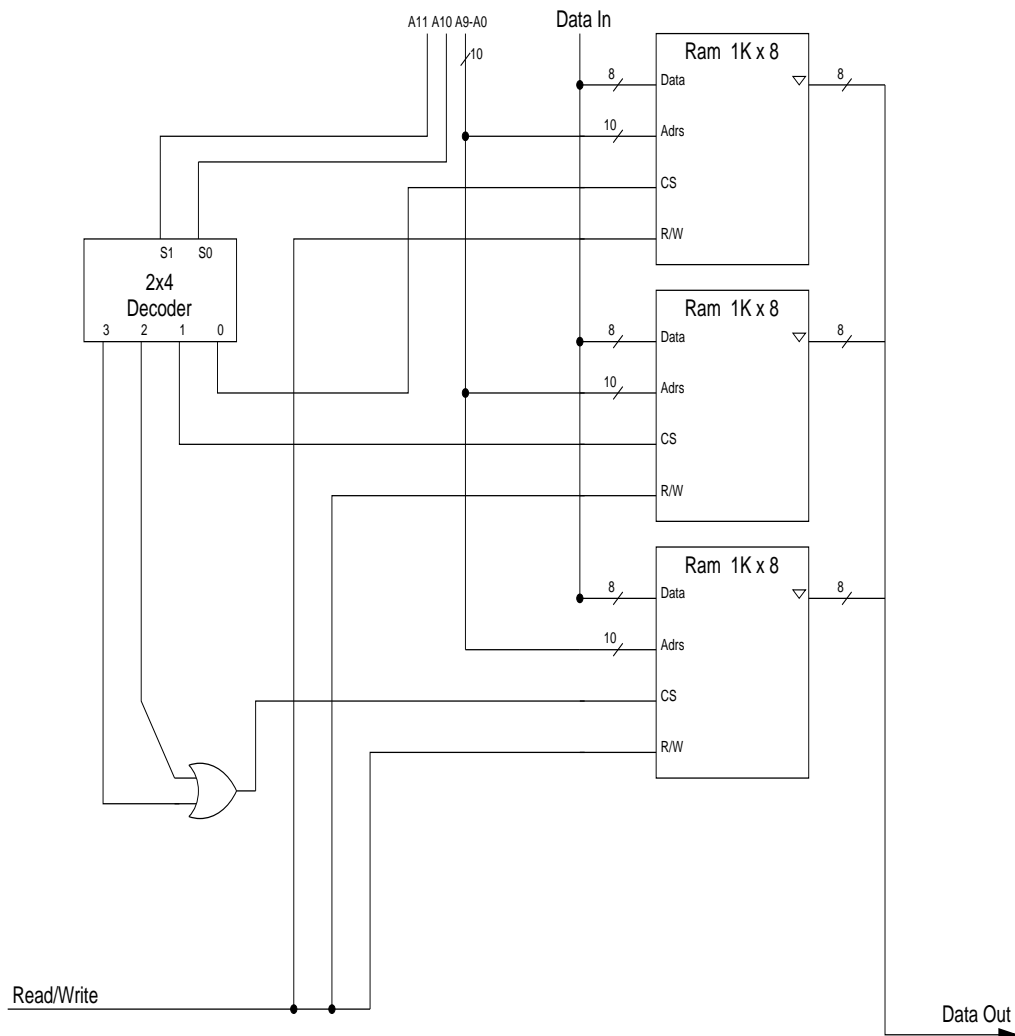 A11 A10 A9-A0
Data In
10
Ram 1K x 8
8
Data
8
10
Adrs
CS
R/W
S1 S0
2x4
Decoder
3 2 1 0
Ram 1K x 8
8
Data
8
10
Adrs
CS
R/W
Ram 1K x 8
8
Data
8
10
Adrs
CS
R/W
Read/Write
Data Out